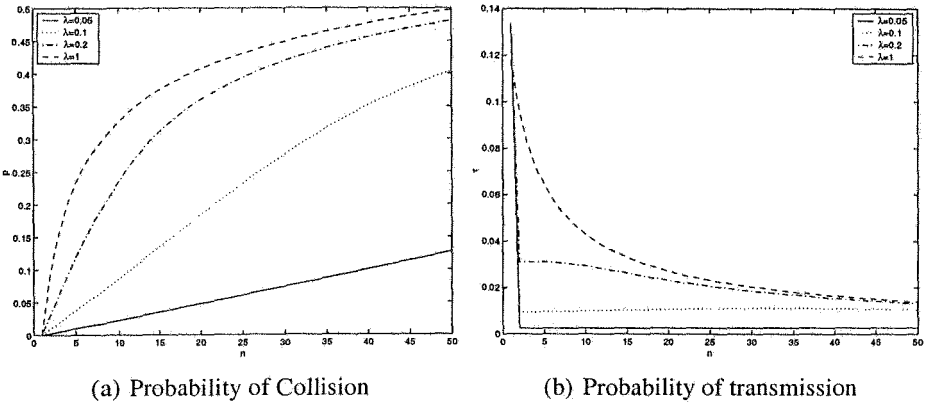 0.5
0.45
0.4
0.35
0.3
0.25
0.2
0.15
0.1
0.05
0
P
λ=0.05
λ=0.1
λ=0.2
λ=1
0 5 10 15 20 25 30 35 40 45 50
n
(a) Probability of Collision
0.14
0.12
0.1
0.08
0.06
0.04
0.02
0
τ
λ=0.05
λ=0.1
λ=0.2
λ=1
0 5 10 15 20 25 30 35 40 45 50
n
(b) Probability of transmission